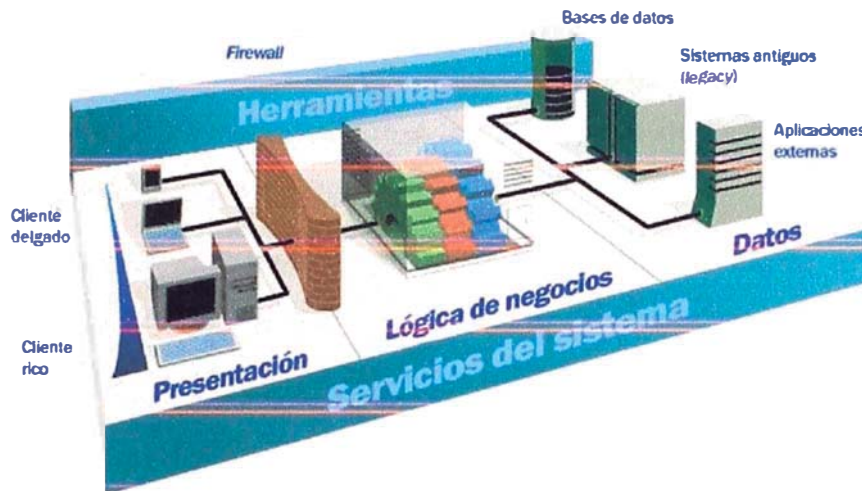 Bases de datos
Firewall
Sistemas antiguos
(legacy)
Herramientas
Aplicaciones
externas
Cliente
delgado
Datos
Lógica de negocios
Cliente
rico
Presentación
Servicios del sistema